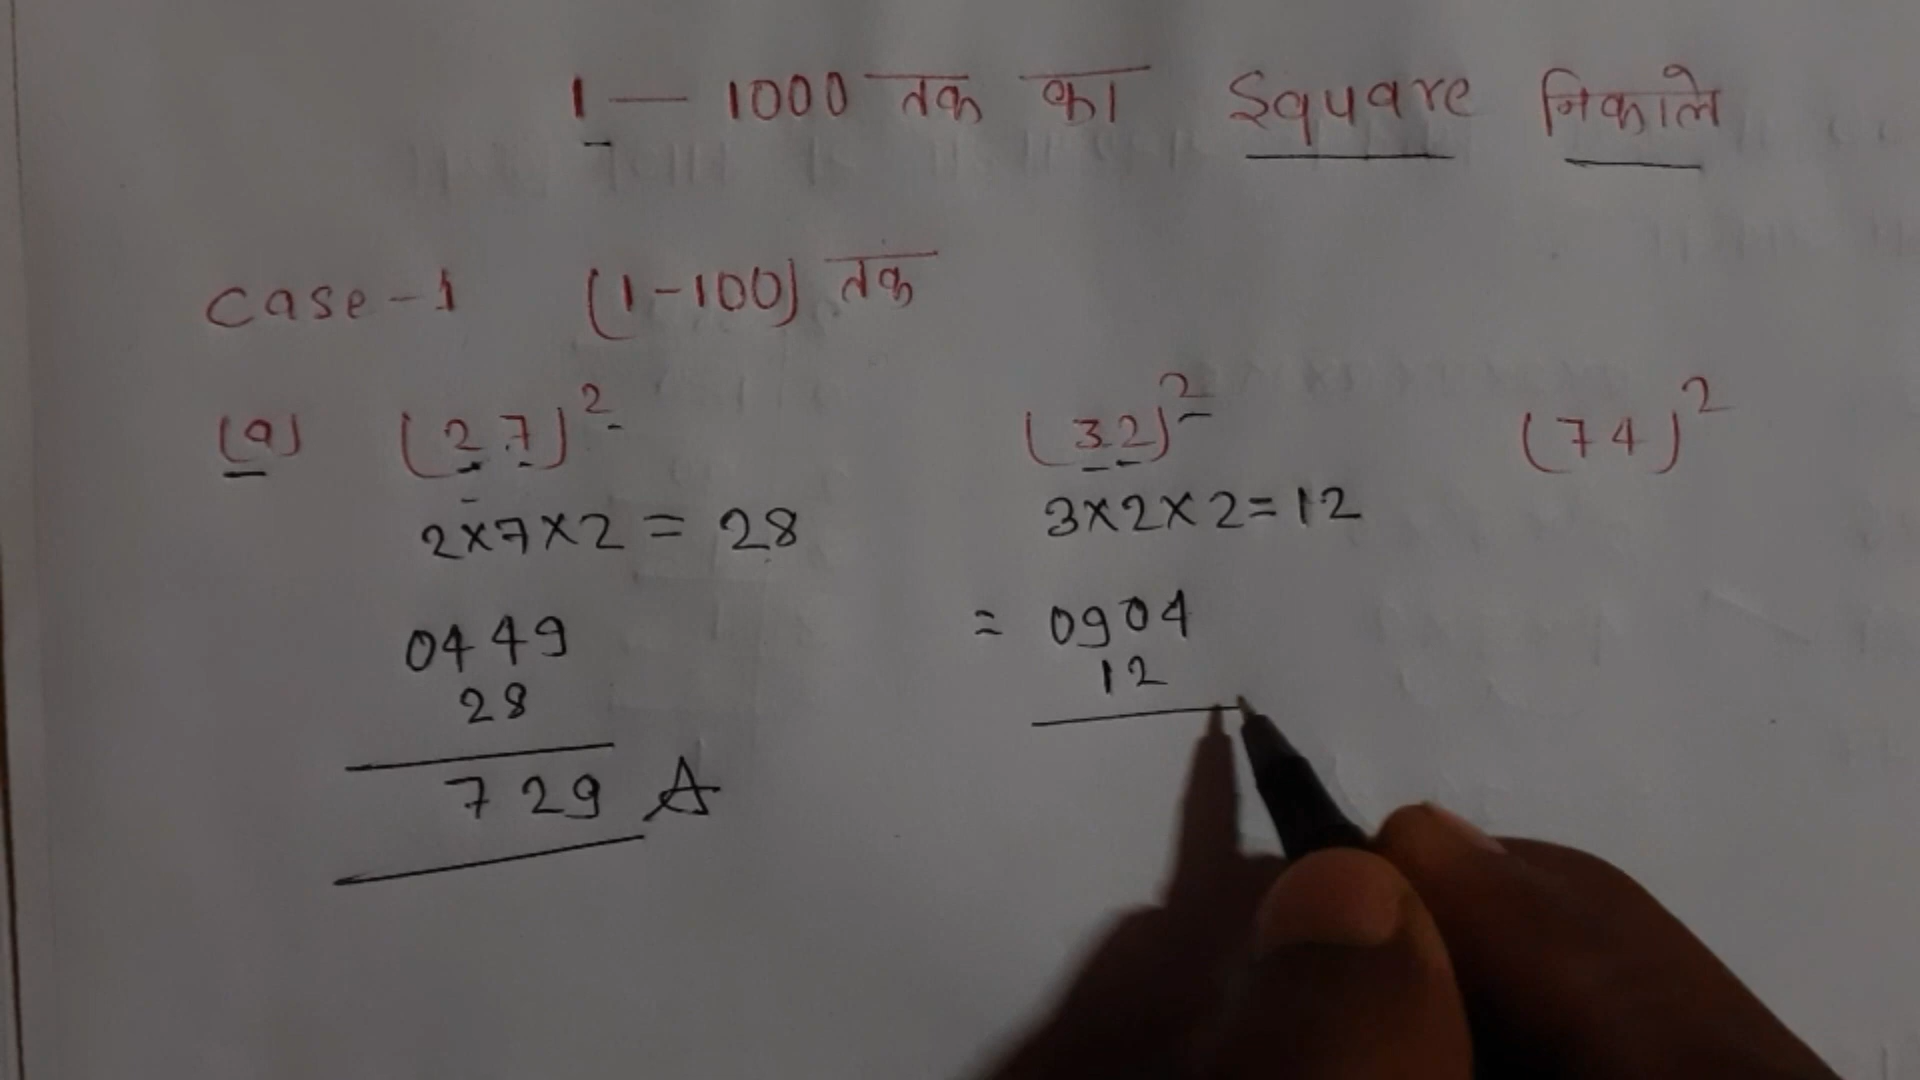 1 — 1000 तक का Square निकाले
Case-1 (1-100) तक
(a) (27)² (32)² (74)²
2×7×2 = 28 3×2×2=12
0449 = 0904
28 12
729 A